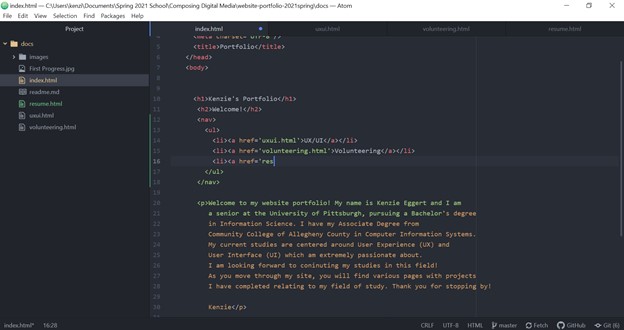 index.html — C:\Users\kenzi\Documents\Spring 2021 School\Composing Digital Media\website-portfolio-2021spring\docs — Atom
File Edit View Selection Find Packages Help
Project
index.html
uxui.html
volunteering.html
resume.html
docs
images
First Progress.jpg
index.html
readme.md
resume.html
uxui.html
volunteering.html
4 <meta charset="utf-8"/>
5 <title>Portfolio</title>
6 </head>
7 <body>
8
9
10 <h1>Kenzie's Portfolio</h1>
11 <h2>Welcome!</h2>
12 <nav>
13 <ul>
14 <li><a href='uxui.html'>UX/UI</a></li>
15 <li><a href='volunteering.html'>Volunteering</a></li>
16 <li><a href='res
17 </ul>
18 </nav>
19
20 <p>Welcome to my website portfolio! My name is Kenzie Eggert and I am
21 a senior at the University of Pittsburgh, pursuing a Bachelor's degree
22 in Information Science. I have my Associate Degree from
23 Community College of Allegheny County in Computer Information Systems.
24 My current studies are centered around User Experience (UX) and
25 User Interface (UI) which am extremely passionate about.
26 I am looking forward to coninuting my studies in this field!
27 As you move through my site, you will find various pages with projects
28 I have completed relating to my field of study. Thank you for stopping by!
29
30 Kenzie</p>
31
index.html* 16:28
CRLF UTF-8 HTML master Fetch GitHub Git (6)